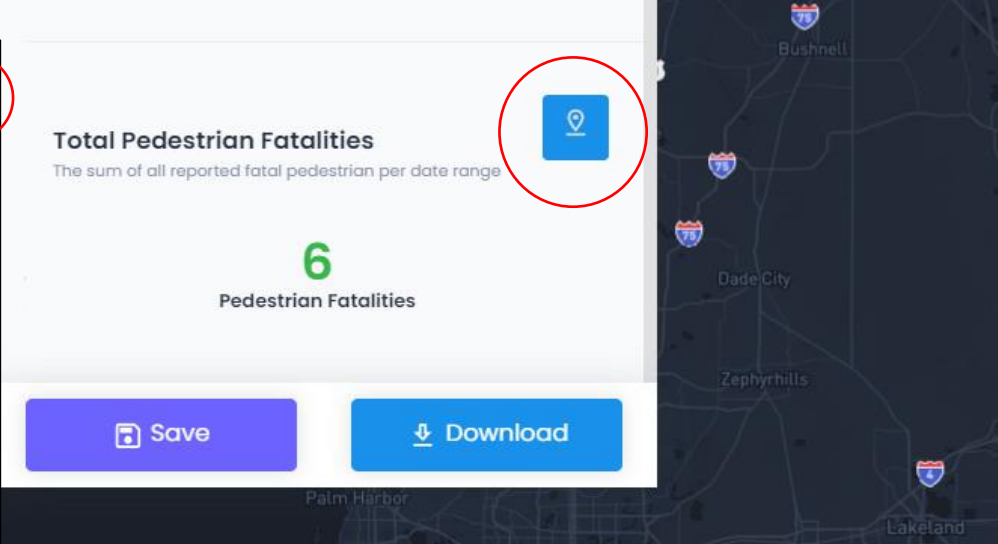 75
Bushnell
Total Pedestrian Fatalities
The sum of all reported fatal pedestrian per date range
75
75
6
Dade City
Pedestrian Fatalities
Zephyrhills
Save
Download
4
Palm Harbor
Lakeland